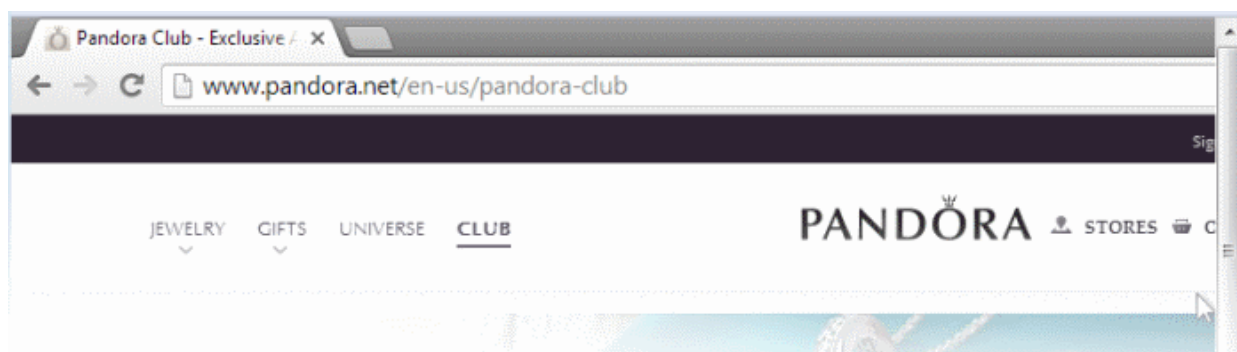 Pandora Club - Exclusive
www.pandora.net/en-us/pandora-club
JEWELRY GIFTS UNIVERSE CLUB PANDORA STORES